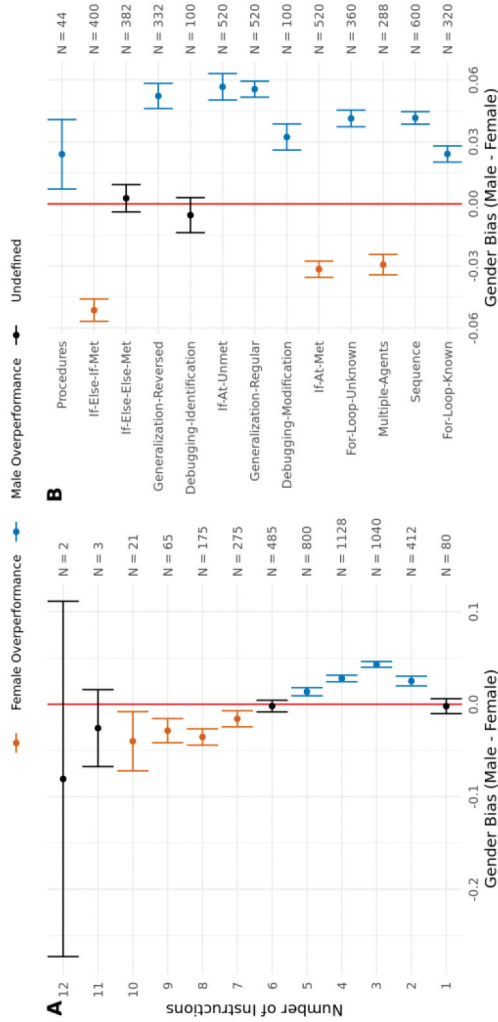 Female Overperformance
Male Overperformance
Undefined
A
Number of Instructions
12
11
10
9
8
7
6
5
4
3
2
1
N = 2
N = 3
N = 21
N = 65
N = 175
N = 275
N = 485
N = 800
N = 1128
N = 1040
N = 412
N = 80
-0.2
-0.1
0.0
0.1
Gender Bias (Male - Female)
B
Procedures
If-Else-If-Met
If-Else-Else-Met
Generalization-Reversed
Debugging-Identification
If-At-Unmet
Generalization-Regular
Debugging-Modification
If-At-Met
For-Loop-Unknown
Multiple-Agents
Sequence
For-Loop-Known
N = 44
N = 400
N = 382
N = 332
N = 100
N = 520
N = 520
N = 100
N = 520
N = 360
N = 288
N = 600
N = 320
-0.06
-0.03
0.00
0.03
0.06
Gender Bias (Male - Female)